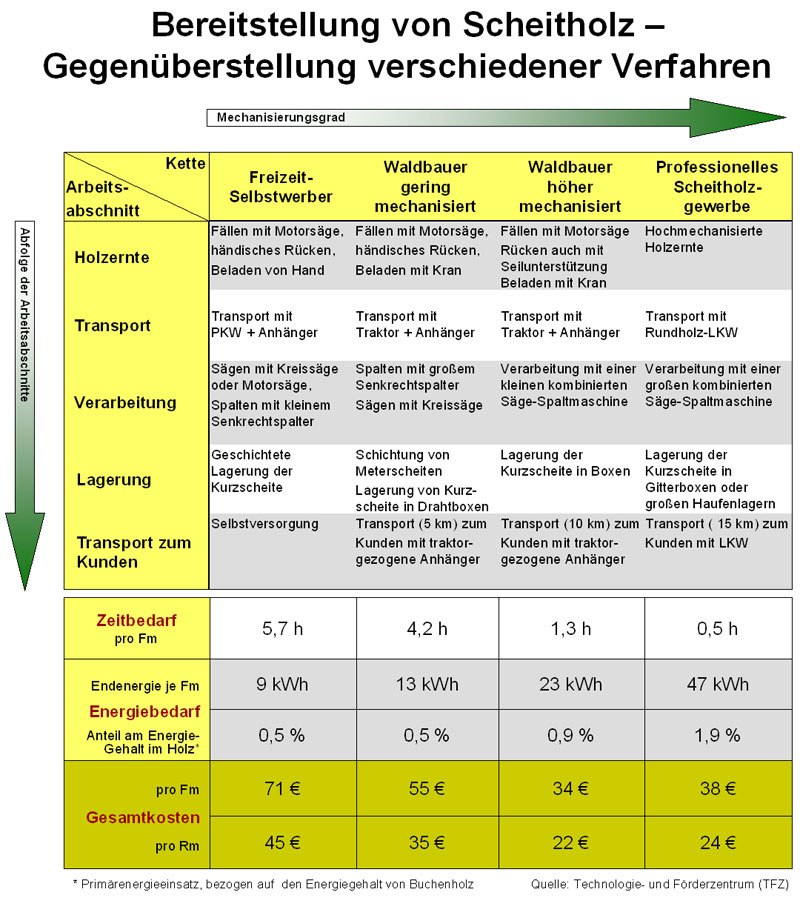 Bereitstellung von Scheitholz –
Gegenüberstellung verschiedener Verfahren
Mechanisierungsgrad
Abfolge der Arbeitsabschnitte
Kette
Arbeits-
abschnitt
Freizeit-
Selbstwerber
Waldbauer
gering
mechanisiert
Waldbauer
höher
mechanisiert
Professionelles
Scheitholz-
gewerbe
Holzernte
Fällen mit Motorsäge,
händisches Rücken,
Beladen von Hand
Fällen mit Motorsäge,
händisches Rücken,
Beladen mit Kran
Fällen mit Motorsäge
Rücken auch mit
Seilunterstützung
Beladen mit Kran
Hochmechanisierte
Holzernte
Transport
Transport mit
PKW + Anhänger
Transport mit
Traktor + Anhänger
Transport mit
Traktor + Anhänger
Transport mit
Rundholz-LKW
Verarbeitung
Sägen mit Kreissäge
oder Motorsäge,
Spalten mit kleinem
Senkrechtspalter
Spalten mit großem
Senkrechtspalter
Sägen mit Kreissäge
Verarbeitung mit einer
kleinen kombinierten
Säge-Spaltmaschine
Verarbeitung mit einer
großen kombinierten
Säge-Spaltmaschine
Lagerung
Geschichtete
Lagerung der
Kurzscheite
Schichtung von
Meterscheiten
Lagerung von Kurz-
scheite in Drahtboxen
Lagerung der
Kurzscheite in Boxen
Lagerung der
Kurzscheite in
Gitterboxen oder
großen Haufenlagern
Transport zum
Kunden
Selbstversorgung
Transport (5 km) zum
Kunden mit traktor-
gezogene Anhänger
Transport (10 km) zum
Kunden mit traktor-
gezogene Anhänger
Transport ( 15 km) zum
Kunden mit LKW
Zeitbedarf
pro Fm
5,7 h
4,2 h
1,3 h
0,5 h
Endenergie je Fm
9 kWh
13 kWh
23 kWh
47 kWh
Energiebedarf
Anteil am Energie-
Gehalt im Holz*
0,5 %
0,5 %
0,9 %
1,9 %
pro Fm
71 €
55 €
34 €
38 €
Gesamtkosten
pro Rm
45 €
35 €
22 €
24 €
* Primärenergieeinsatz, bezogen auf den Energiegehalt von Buchenholz
Quelle: Technologie- und Förderzentrum (TFZ)